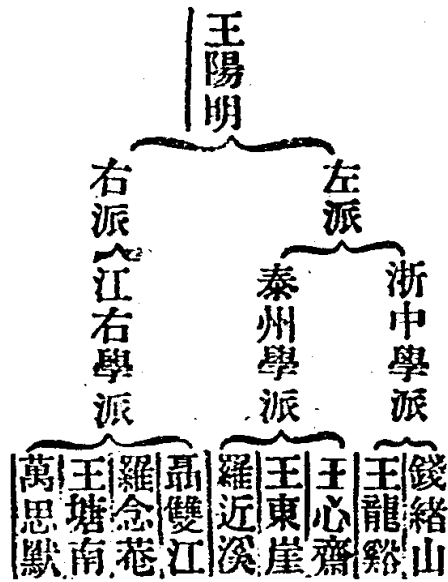 王陽明
左派
右派
浙中學派
泰州學派
江右學派
錢緒山
王龍谿
王心齋
王東崖
羅近溪
聶雙江
羅念菴
王塘南
萬思默